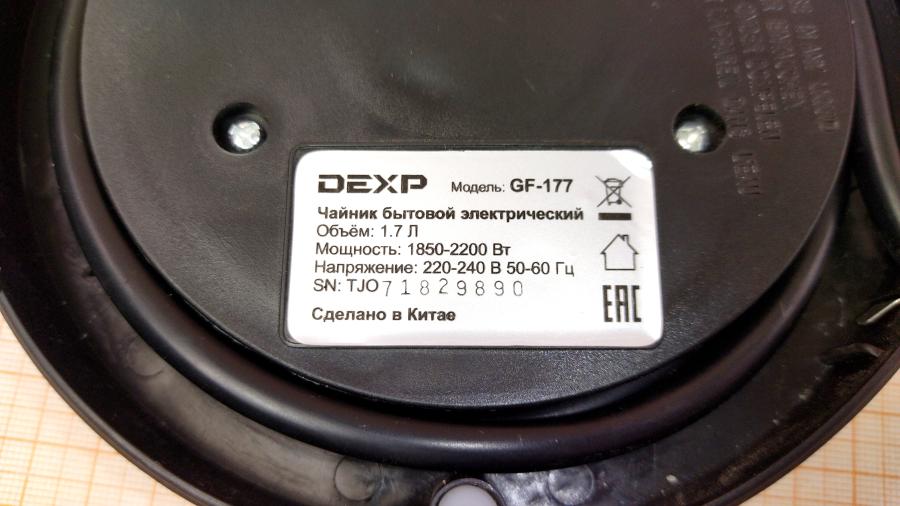 DEXP Модель: GF-177
Чайник бытовой электрический
Объём: 1.7 Л
Мощность: 1850-2200 Вт
Напряжение: 220-240 В 50-60 Гц
SN: TJO71829890
Сделано в Китае
EAC